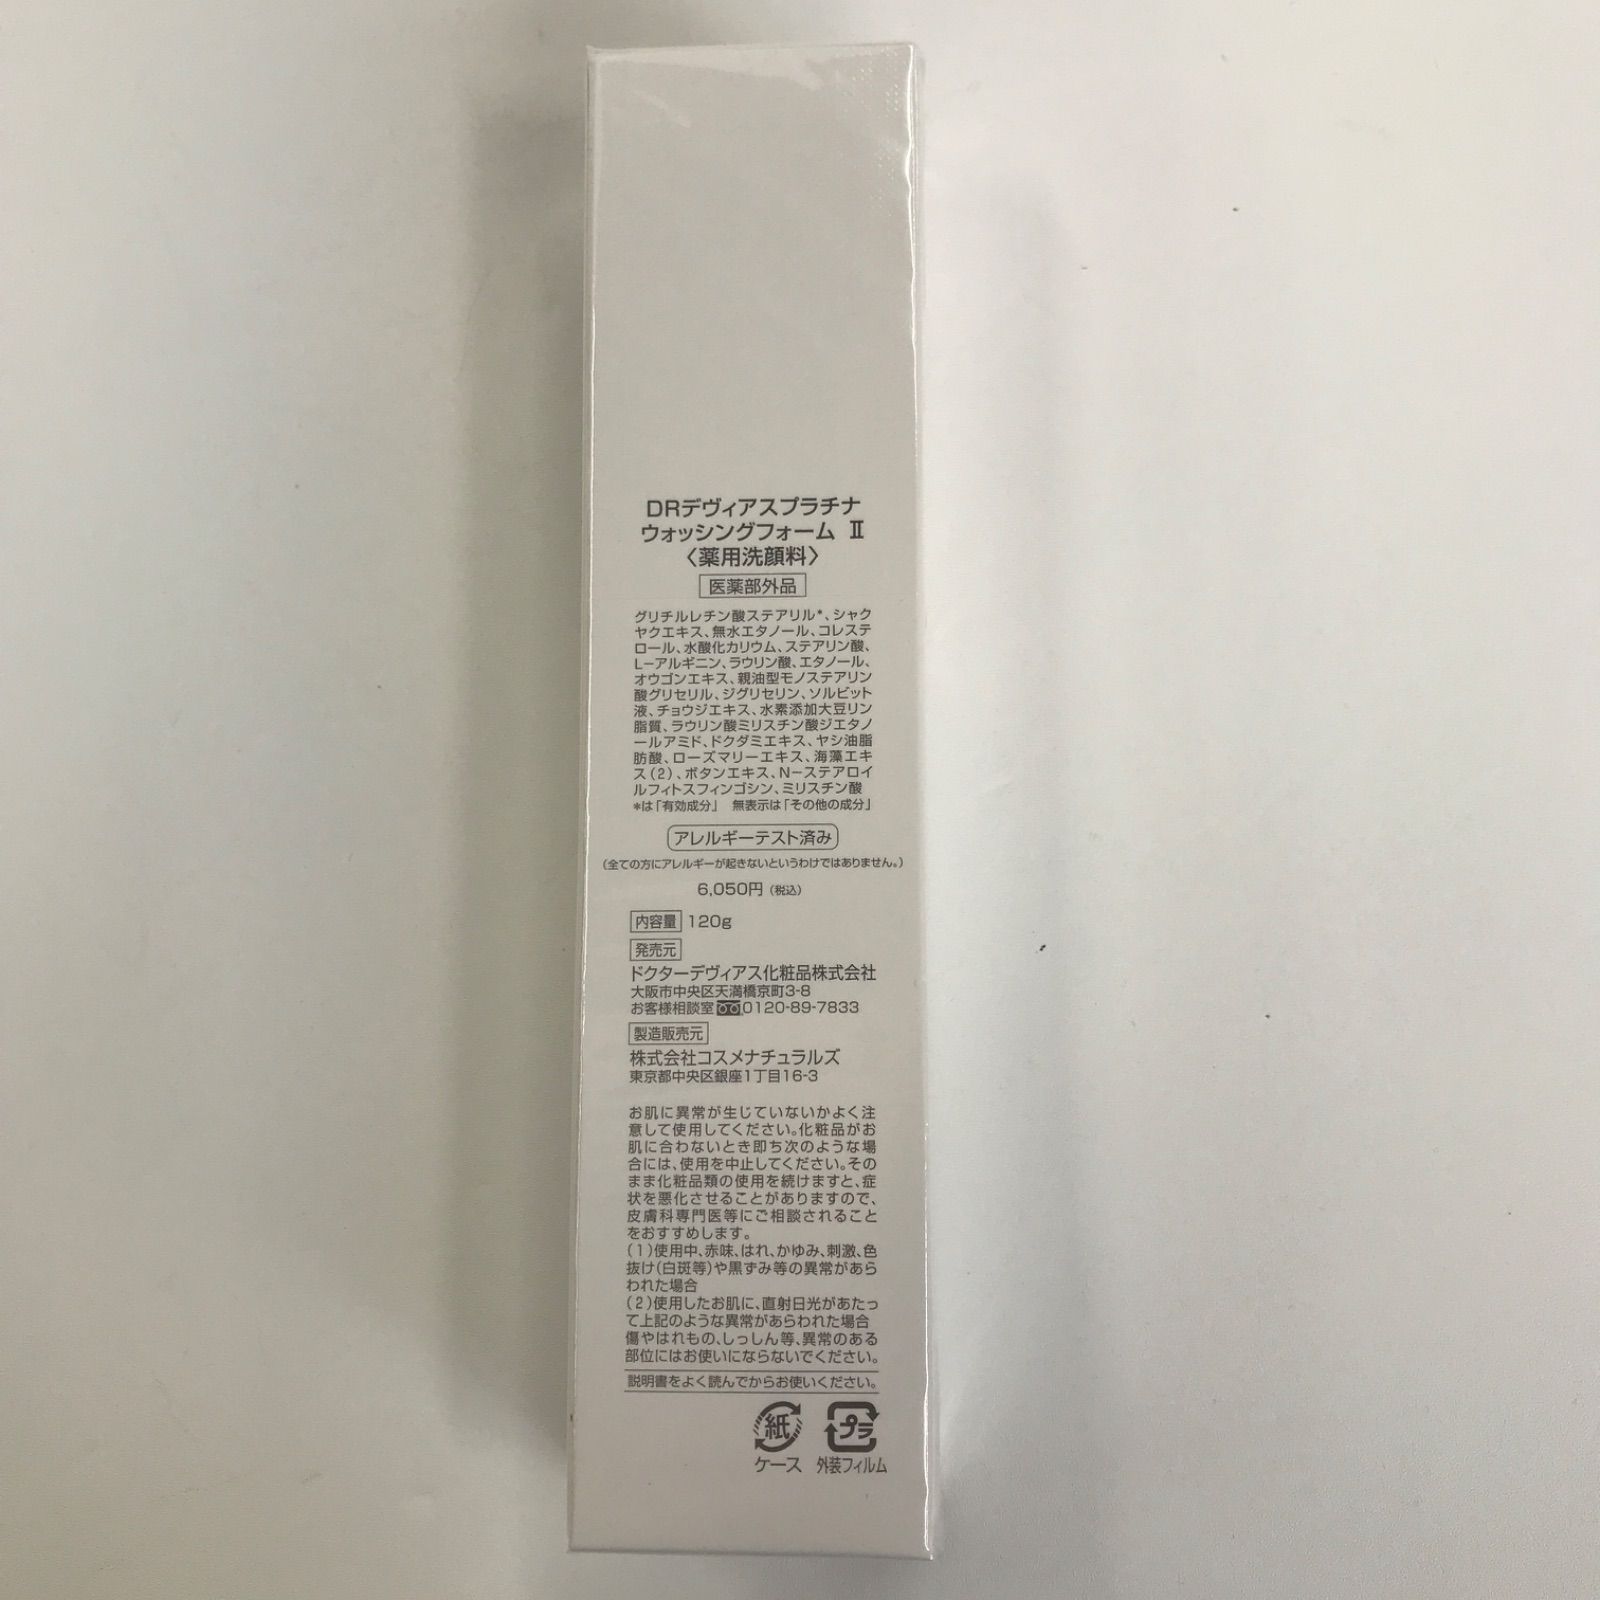 DRデヴィアスプラチナ
ウォッシングフォーム Ⅱ
〈薬用洗顔料〉
医薬部外品
グリチルレチン酸ステアリル*、シャク
ヤクエキス、無水エタノール、コレステ
ロール、水酸化カリウム、ステアリン酸、
L−アルギニン、ラウリン酸、エタノール、
オウゴンエキス、親油型モノステアリン
酸グリセリル、ジグリセリン、ソルビット
液、チョウジエキス、水素添加大豆リン
脂質、ラウリン酸ミリスチン酸ジエタノ
ールアミド、ドクダミエキス、ヤシ油脂
肪酸、ローズマリーエキス、海藻エキ
ス(2)、ボタンエキス、N−ステアロイ
ルフィトスフィンゴシン、ミリスチン酸
*は「有効成分」 無表示は「その他の成分」
アレルギーテスト済み
(全ての方にアレルギーが起きないというわけではありません。)
6,050円(税込)
内容量 120g
発売元
ドクターデヴィアス化粧品株式会社
大阪市中央区天満橋京町3-8
お客様相談室 0120-89-7833
製造販売元
株式会社コスメナチュラルズ
東京都中央区銀座1丁目16-3
お肌に異常が生じていないかよく注
意して使用してください。化粧品がお
肌に合わないとき即ち次のような場
合には、使用を中止してください。その
まま化粧品類の使用を続けますと、症
状を悪化させることがありますので、
皮膚科専門医等にご相談されること
をおすすめします。
(1)使用中、赤味、はれ、かゆみ、刺激、色
抜け(白斑等)や黒ずみ等の異常があら
われた場合
(2)使用したお肌に、直射日光があたっ
て上記のような異常があらわれた場合
傷やはれもの、しっしん等、異常のある
部位にはお使いにならないでください。
説明書をよく読んでからお使いください。
紙 プラ
ケース 外装フィルム